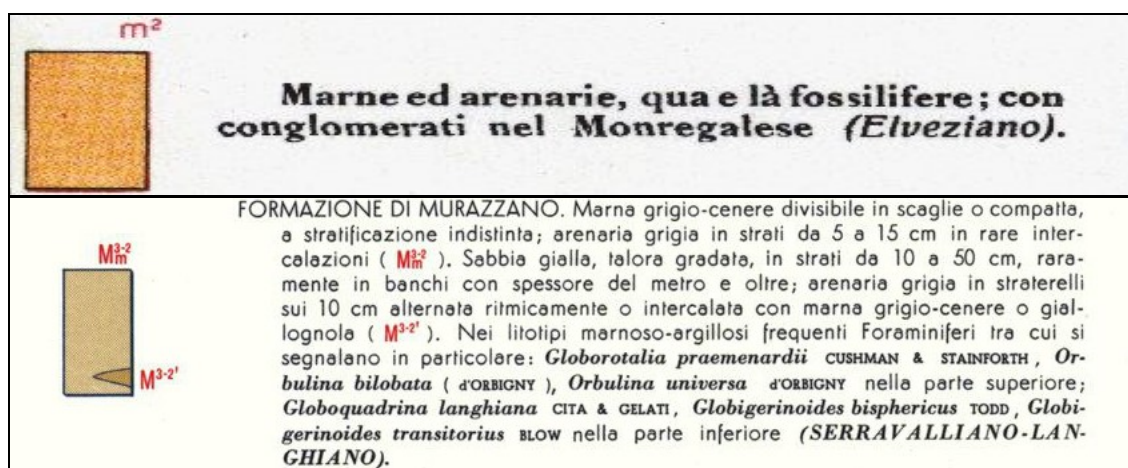 m²
Marne ed arenarie, qua e là fossilifere; con
conglomerati nel Monregalese (Elveziano).
FORMAZIONE DI MURAZZANO. Marna grigio-cenere divisibile in scaglie o compatta,
a stratificazione indistinta; arenaria grigia in strati da 5 a 15 cm in rare inter-
calazioni ( M³⁻²m ). Sabbia gialla, talora gradata, in strati da 10 a 50 cm, rara-
mente in banchi con spessore del metro e oltre; arenaria grigia in straterelli
sui 10 cm alternata ritmicamente o intercalata con marna grigio-cenere o gial-
lognola ( M³⁻²' ). Nei litotipi marnoso-argillosi frequenti Foraminiferi tra cui si
segnalano in particolare: Globorotalia praemenardii CUSHMAN & STAINFORTH, Or-
bulina bilobata ( d'ORBIGNY ), Orbulina universa d'ORBIGNY nella parte superiore;
Globoquadrina langhiana CITA & GELATI, Globigerinoides bisphericus TODD, Globi-
gerinoides transitorius BLOW nella parte inferiore (SERRAVALLIANO-LAN-
GHIANO).
M³⁻²m
M³⁻²'